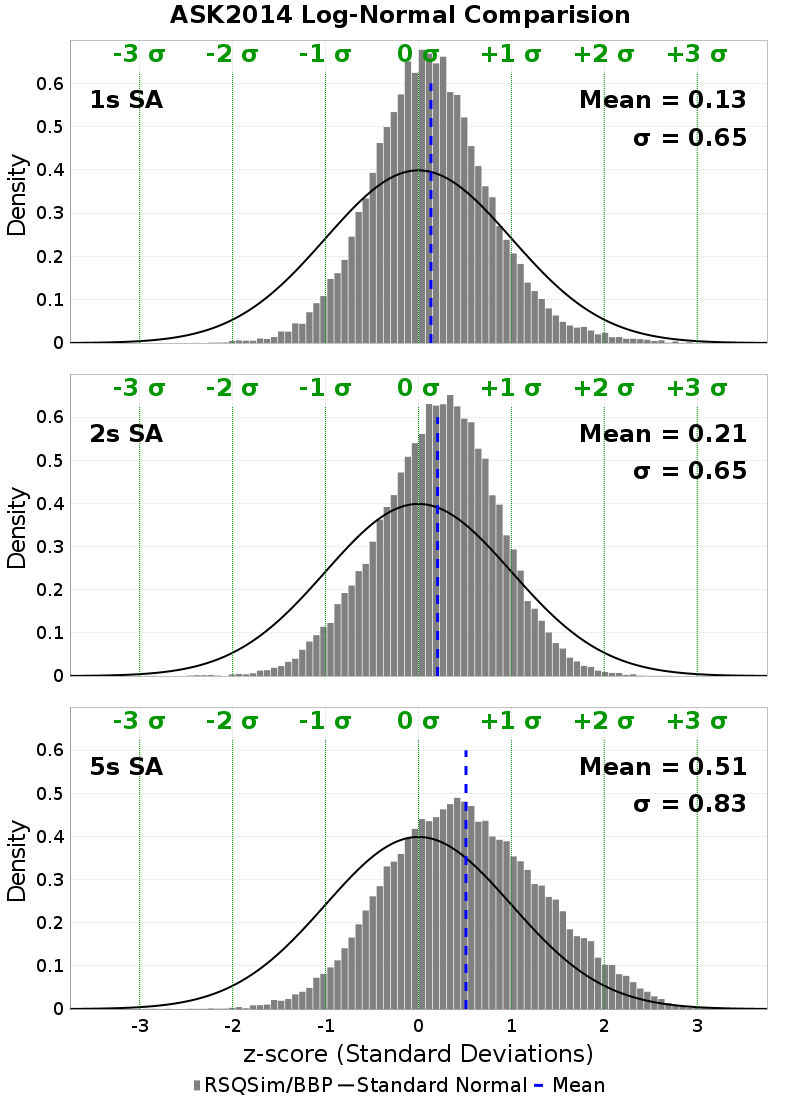 ASK2014 Log-Normal Comparision
-3 σ -2 σ -1 σ 0 σ +1 σ +2 σ +3 σ
1s SA
Mean = 0.13
σ = 0.65
Density
0.6
0.5
0.4
0.3
0.2
0.1
0
-3 σ -2 σ -1 σ 0 σ +1 σ +2 σ +3 σ
2s SA
Mean = 0.21
σ = 0.65
Density
0.6
0.5
0.4
0.3
0.2
0.1
0
-3 σ -2 σ -1 σ 0 σ +1 σ +2 σ +3 σ
5s SA
Mean = 0.51
σ = 0.83
Density
0.6
0.5
0.4
0.3
0.2
0.1
0
-3 -2 -1 0 1 2 3
z-score (Standard Deviations)
RSQSim/BBP Standard Normal Mean